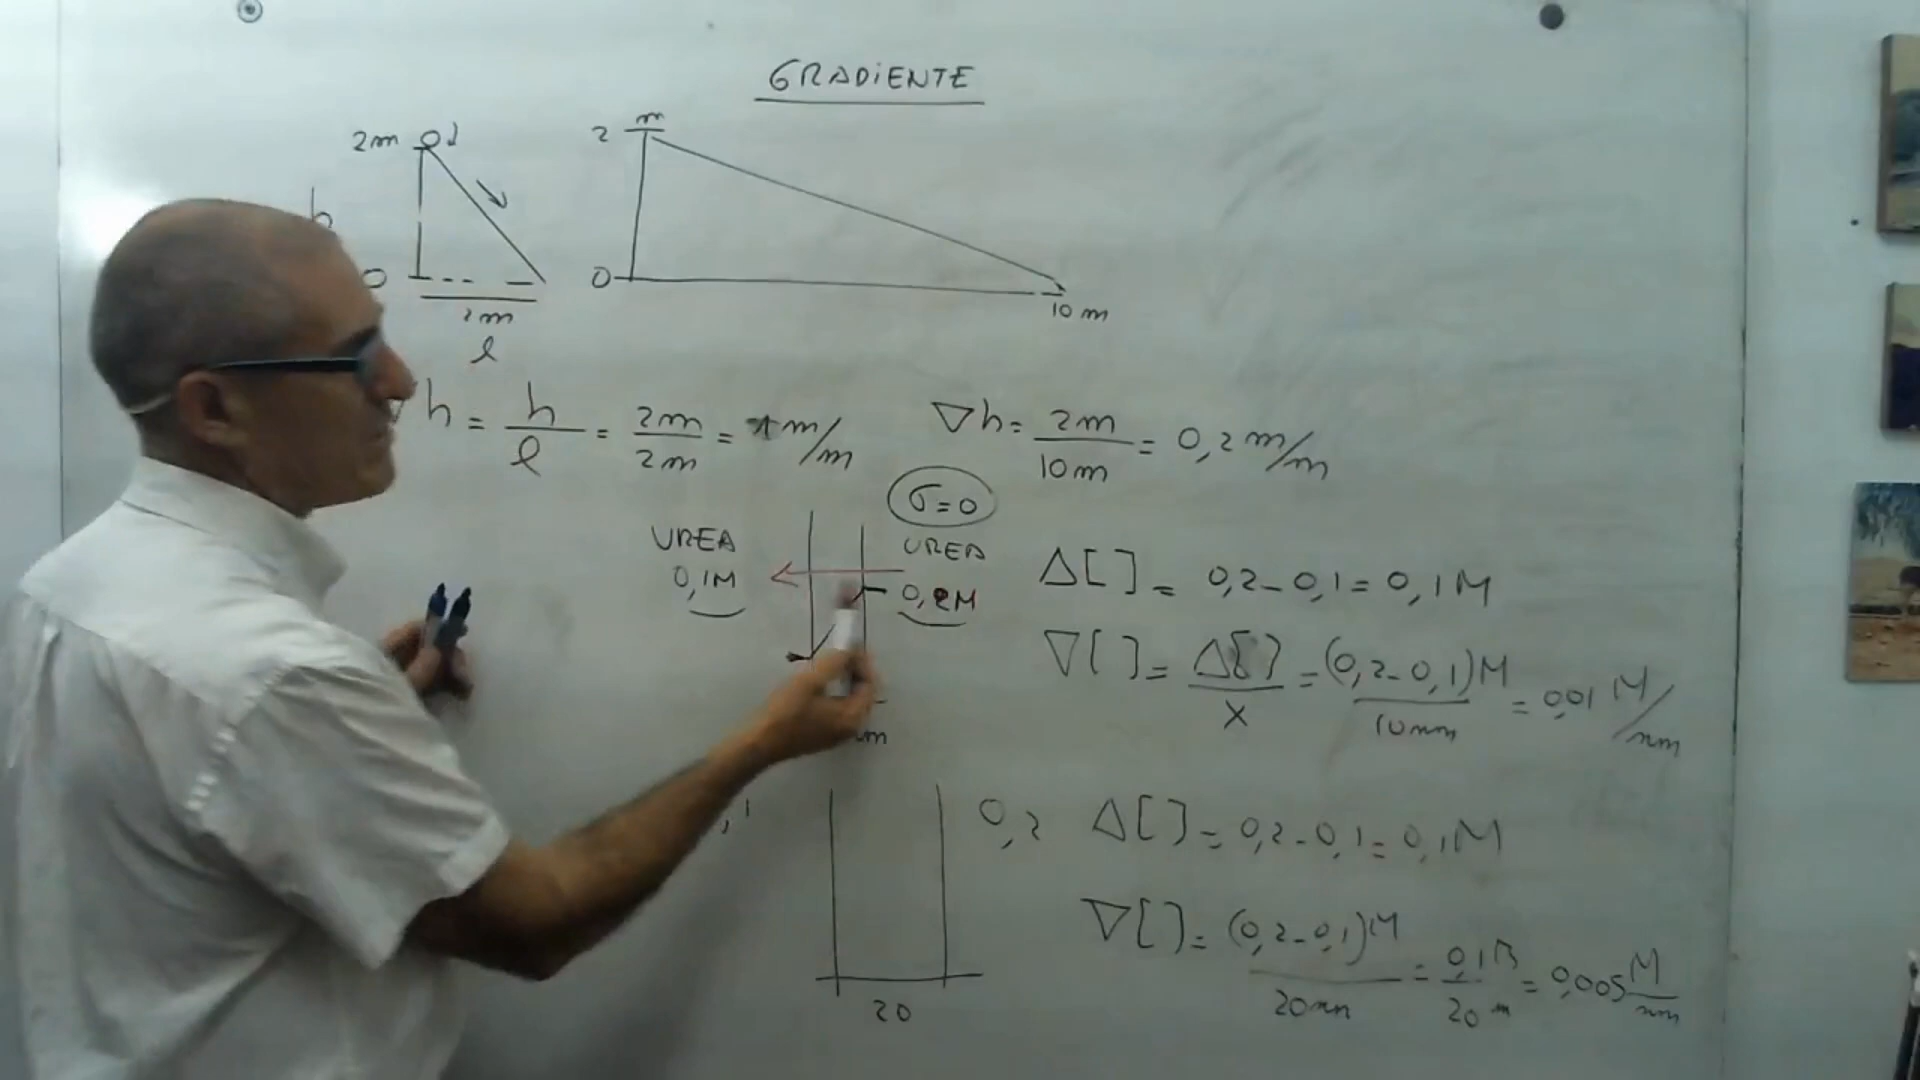 GRADIENTE
2m
2 m
h
0
0
2m
10 m
l
∇h = h/l = 2m/2m = 1 m/m
∇h = 2m/10m = 0,2 m/m
σ=0
UREA
UREA
0,1M
0,2M
Δ[ ] = 0,2-0,1 = 0,1M
∇[ ] = Δ[ ]/X = (0,2-0,1)M/10nm = 0,01 M/nm
m
,1
0,2
Δ[ ] = 0,2-0,1 = 0,1M
∇[ ] = (0,2-0,1)M/20nm = 0,1M/20 m = 0,005 M/nm
20